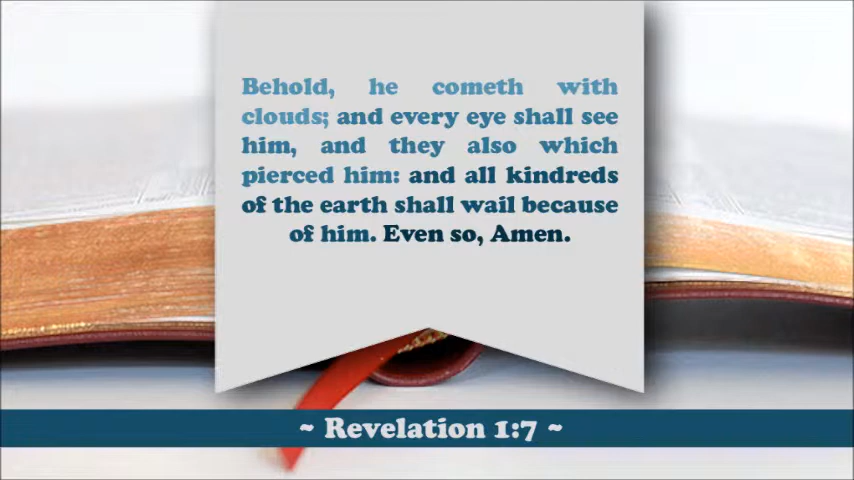 Behold, he cometh with
clouds; and every eye shall see
him, and they also which
pierced him: and all kindreds
of the earth shall wail because
of him. Even so, Amen.
~ Revelation 1:7 ~